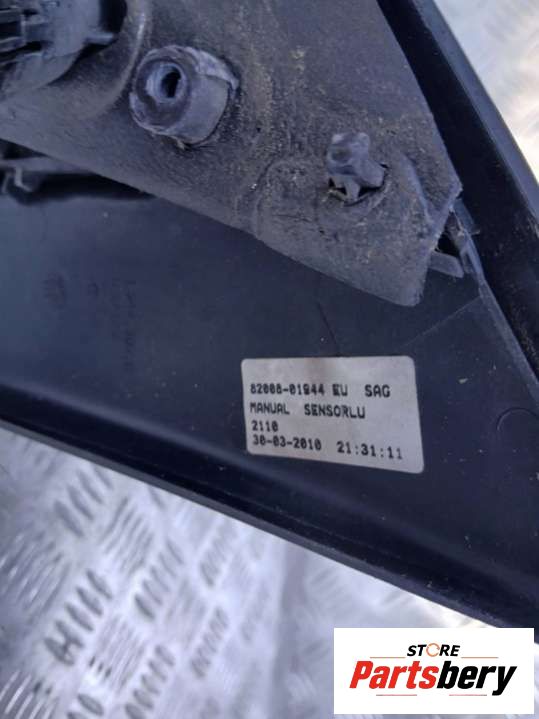 82008-01944 EU SAG
MANUAL SENSORLU
2110
30-03-2010 21:31:11
STORE
Partsbery